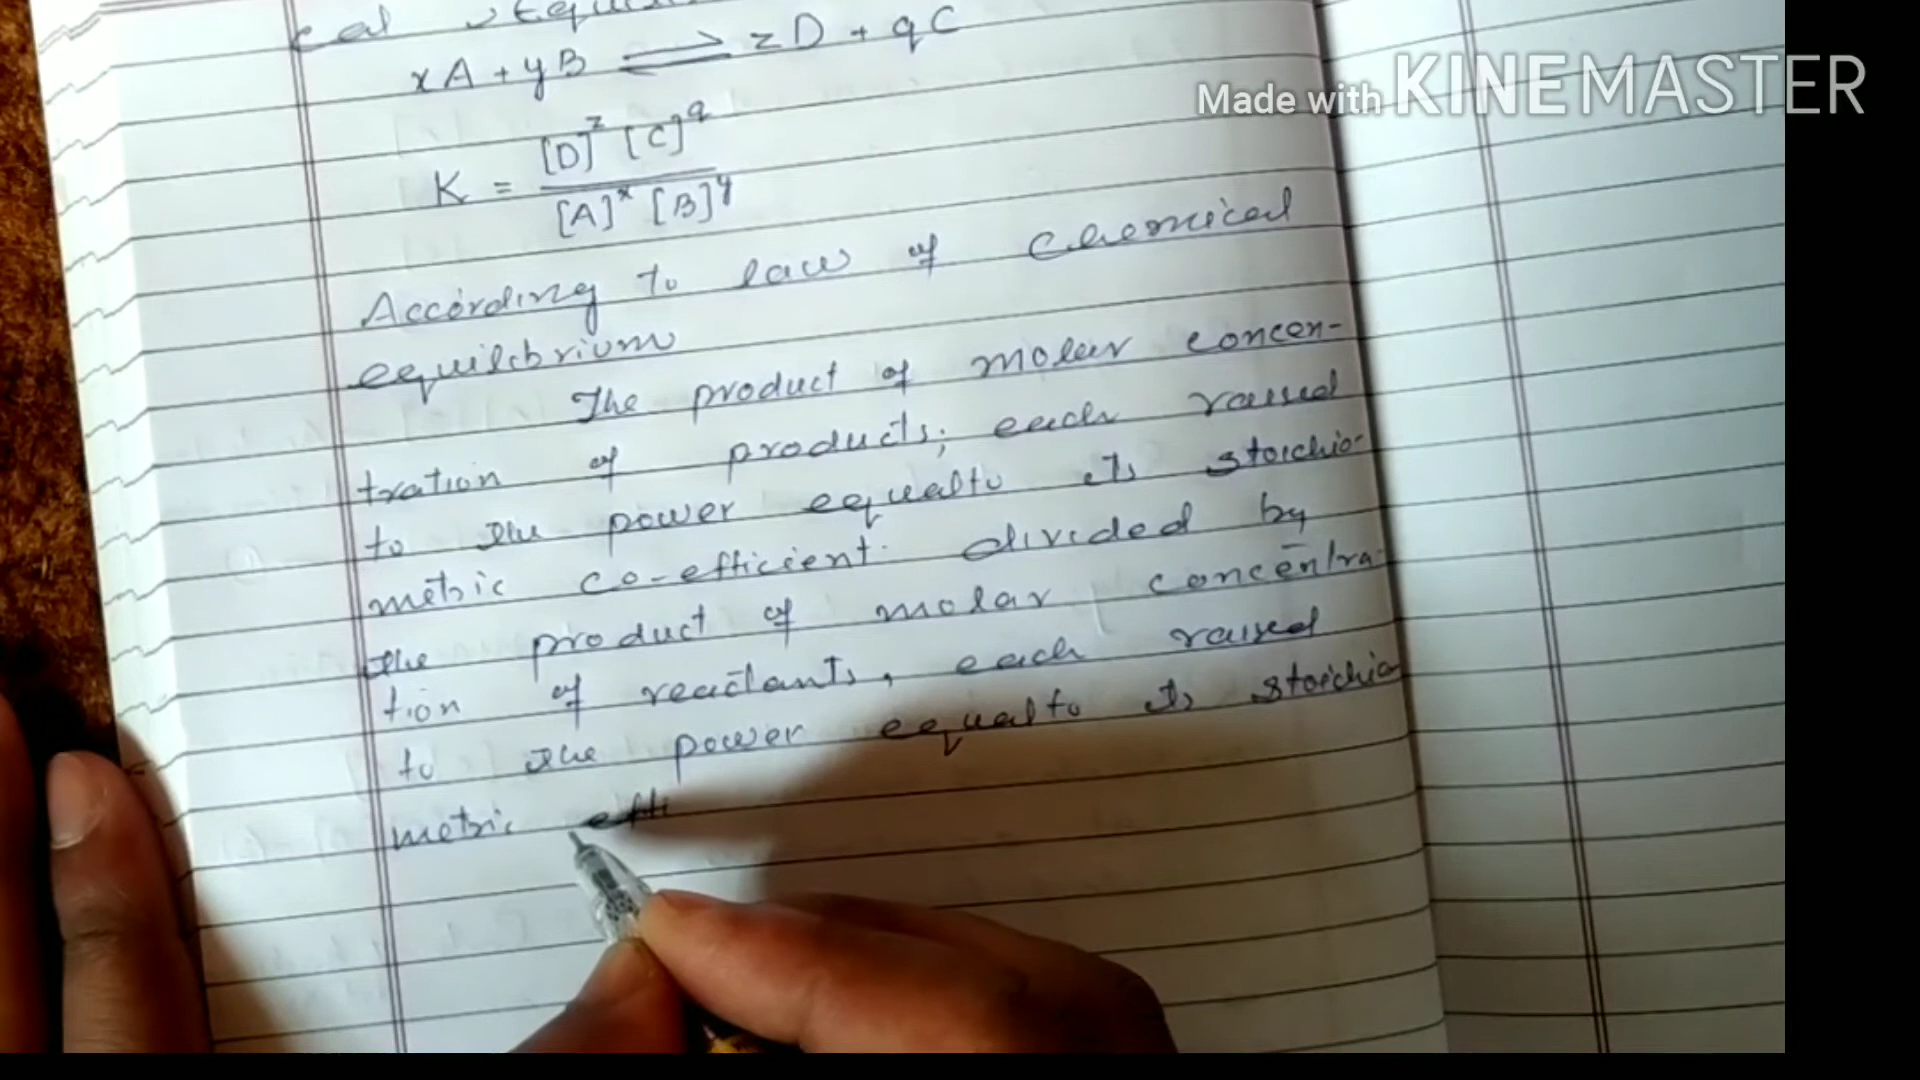 cal
xA + yB ⇌ zD + qC
Made with KINEMASTER
K = [D]^z [C]^q / [A]^x [B]^y
According to law of chemical
equilibrium
The product of molar concen-
tration of products; each raised
to the power equal to its stoichio-
metric co-efficient divided by
the product of molar concentra-
tion of reactants, each raised
to the power equal to its stoichio
metric